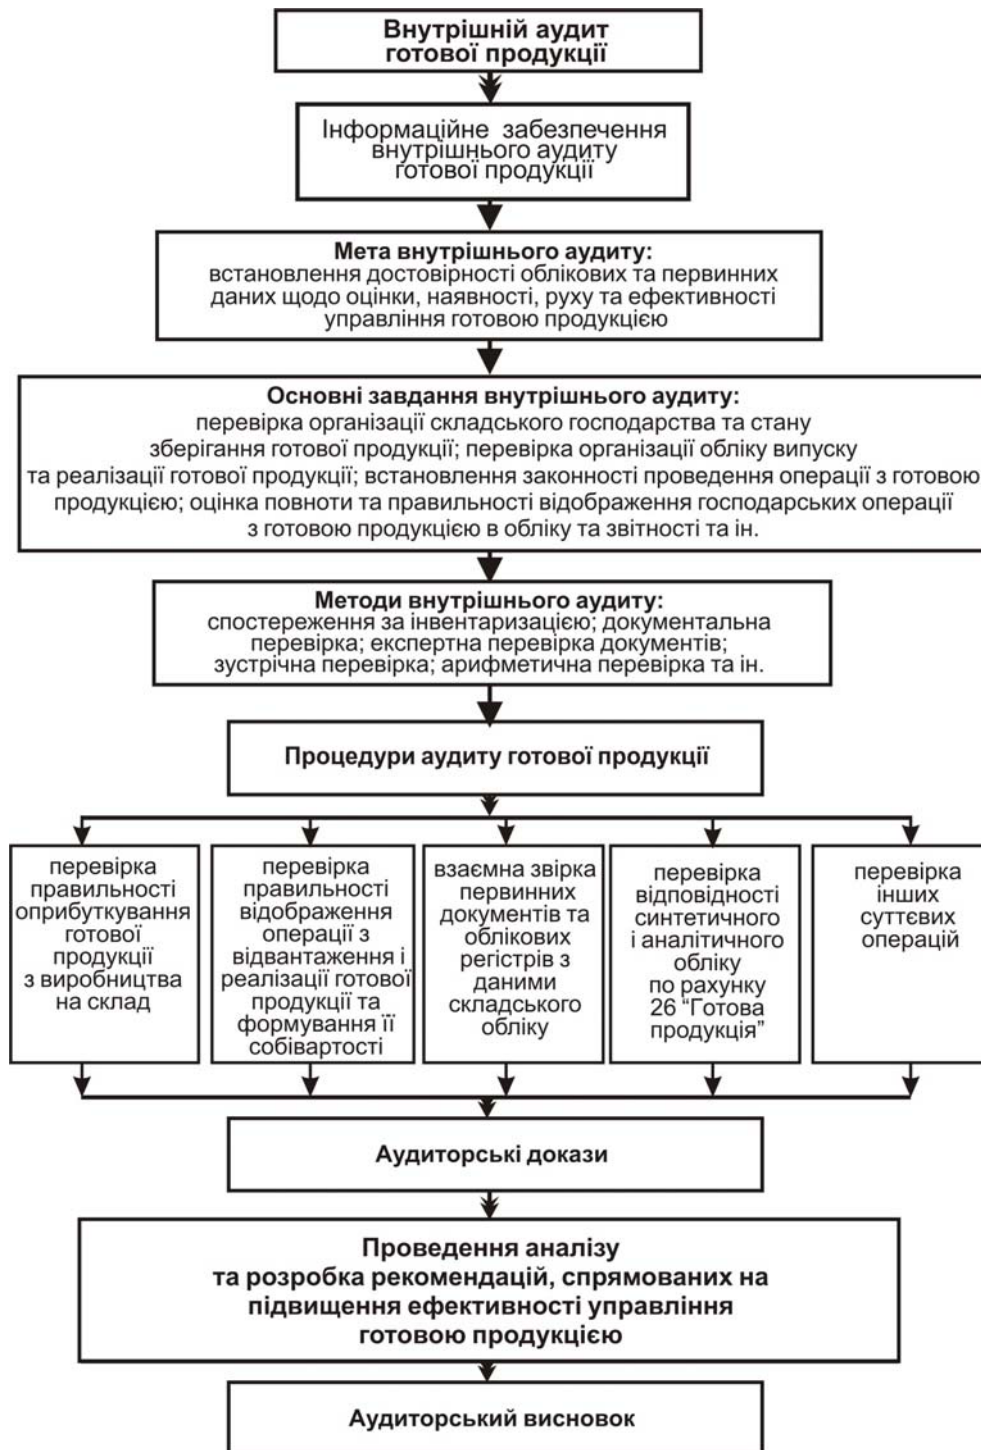 Внутрішній аудит
готової продукції
Інформаційне забезпечення
внутрішнього аудиту
готової продукції
Мета внутрішнього аудиту:
встановлення достовірності облікових та первинних
даних щодо оцінки, наявності, руху та ефективності
управління готовою продукцією
Основні завдання внутрішнього аудиту:
перевірка організації складського господарства та стану
зберігання готової продукції; перевірка організації обліку випуску
та реалізації готової продукції; встановлення законності проведення операції з готовою
продукцією; оцінка повноти та правильності відображення господарських операції
з готовою продукцією в обліку та звітності та ін.
Методи внутрішнього аудиту:
спостереження за інвентаризацією; документальна
перевірка; експертна перевірка документів;
зустрічна перевірка; арифметична перевірка та ін.
Процедури аудиту готової продукції
перевірка
правильності
оприбуткування
готової
продукції
з виробництва
на склад
перевірка
правильності
відображення
операції з
відвантаження і
реалізації готової
продукції та
формування її
собівартості
взаємна звірка
первинних
документів та
облікових
регістрів з
даними
складського
обліку
перевірка
відповідності
синтетичного
і аналітичного
обліку
по рахунку
26 “Готова
продукція”
перевірка
інших
суттєвих
операцій
Аудиторські докази
Проведення аналізу
та розробка рекомендацій, спрямованих на
підвищення ефективності управління
готовою продукцією
Аудиторський висновок